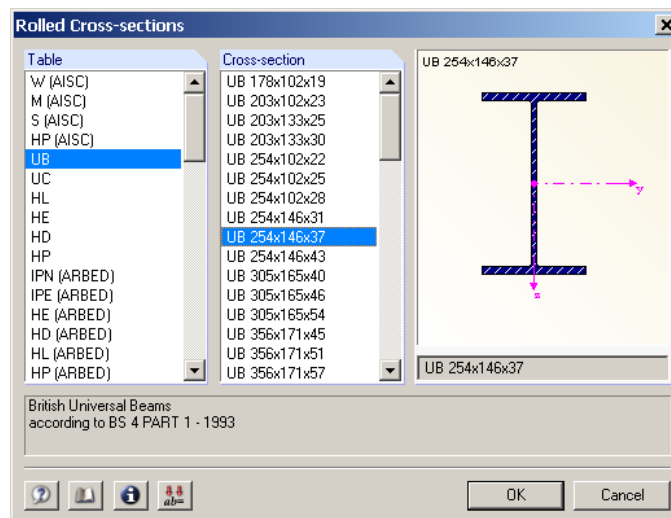 Rolled Cross-sections
Table
W (AISC)
M (AISC)
S (AISC)
HP (AISC)
UB
UC
HL
HE
HD
HP
IPN (ARBED)
IPE (ARBED)
HE (ARBED)
HD (ARBED)
HL (ARBED)
HP (ARBED)
Cross-section
UB 178x102x19
UB 203x102x23
UB 203x133x25
UB 203x133x30
UB 254x102x22
UB 254x102x25
UB 254x102x28
UB 254x146x31
UB 254x146x37
UB 254x146x43
UB 305x165x40
UB 305x165x46
UB 305x165x54
UB 356x171x45
UB 356x171x51
UB 356x171x57
UB 254x146x37
y
z
UB 254x146x37
British Universal Beams
according to BS 4 PART 1 - 1993
ab=
OK
Cancel